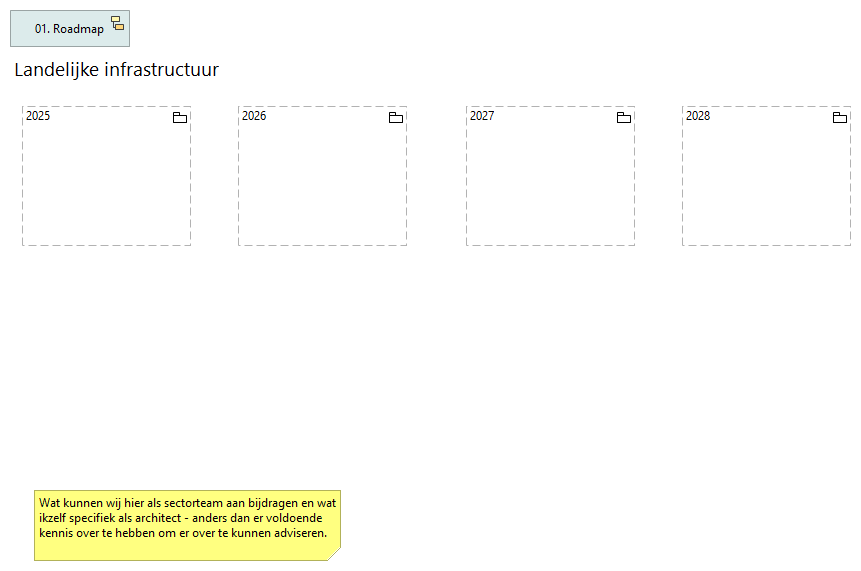 01. Roadmap
Landelijke infrastructuur
2025
2026
2027
2028
Wat kunnen wij hier als sectorteam aan bijdragen en wat
ikzelf specifiek als architect - anders dan er voldoende
kennis over te hebben om er over te kunnen adviseren.